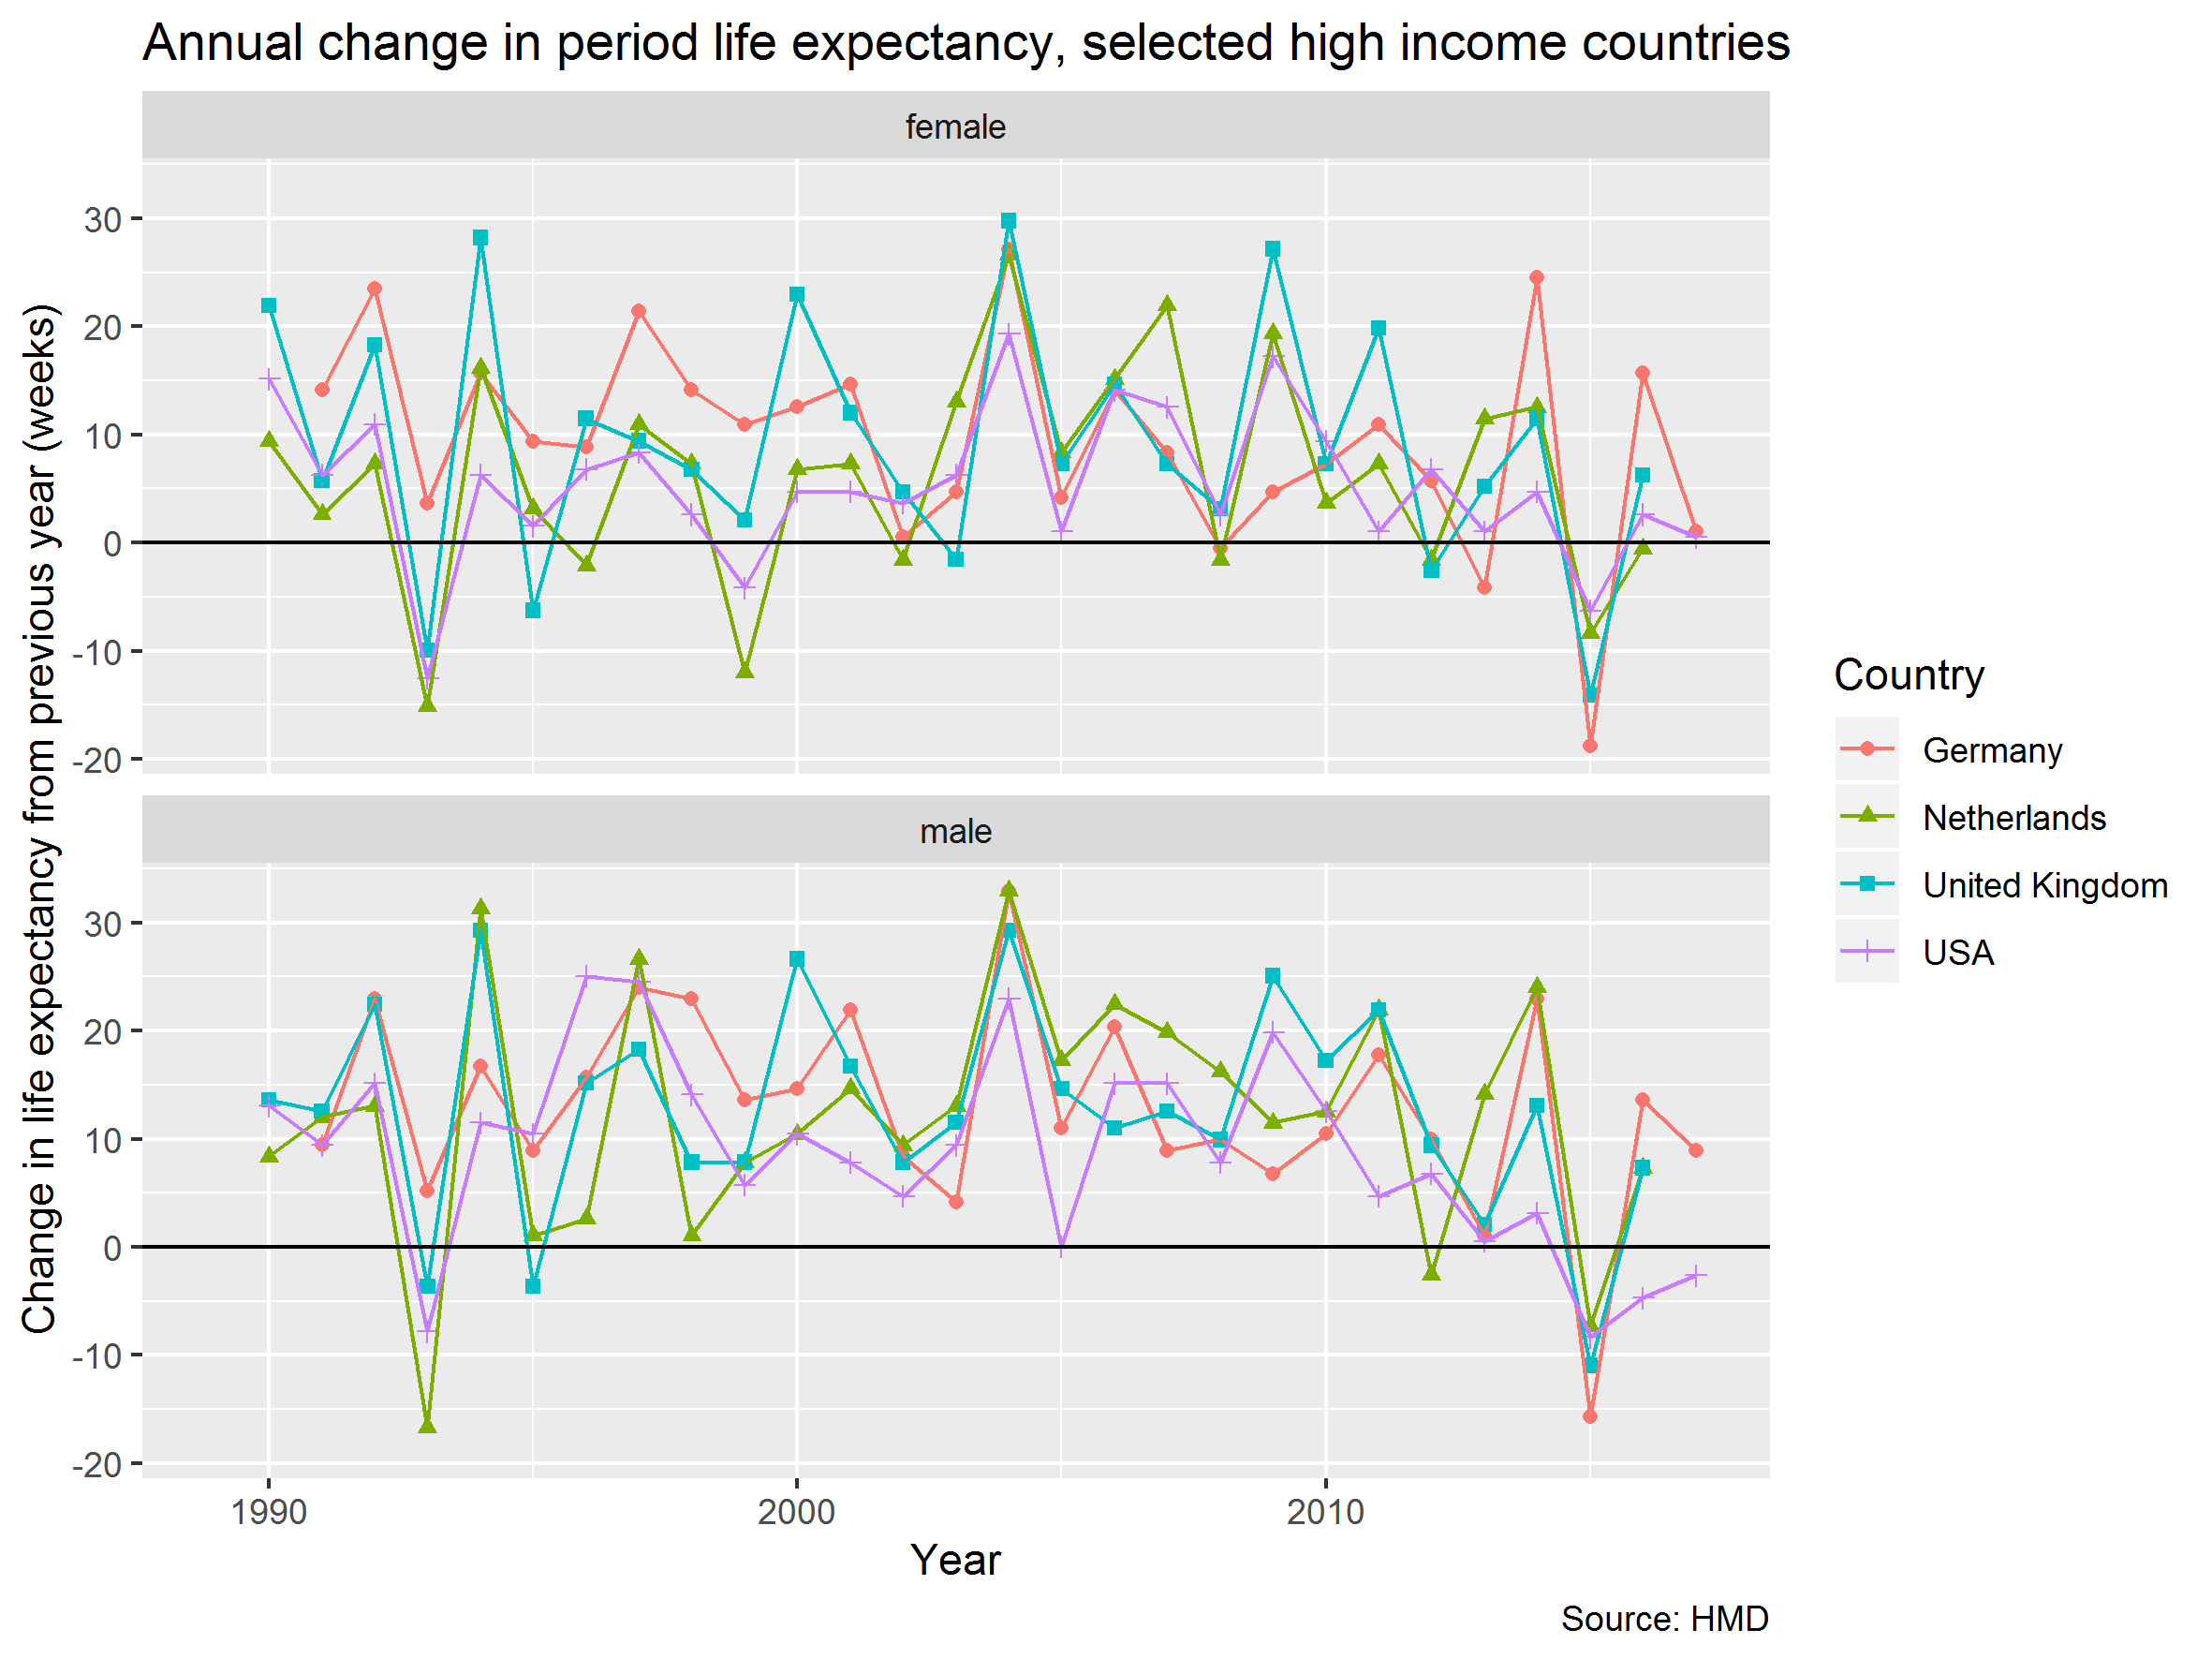 Annual change in period life expectancy, selected high income countries
female
30
20
10
0
-10
-20
male
30
20
10
0
-10
-20
1990 2000 2010
Year
Change in life expectancy from previous year (weeks)
Country
Germany
Netherlands
United Kingdom
USA
Source: HMD